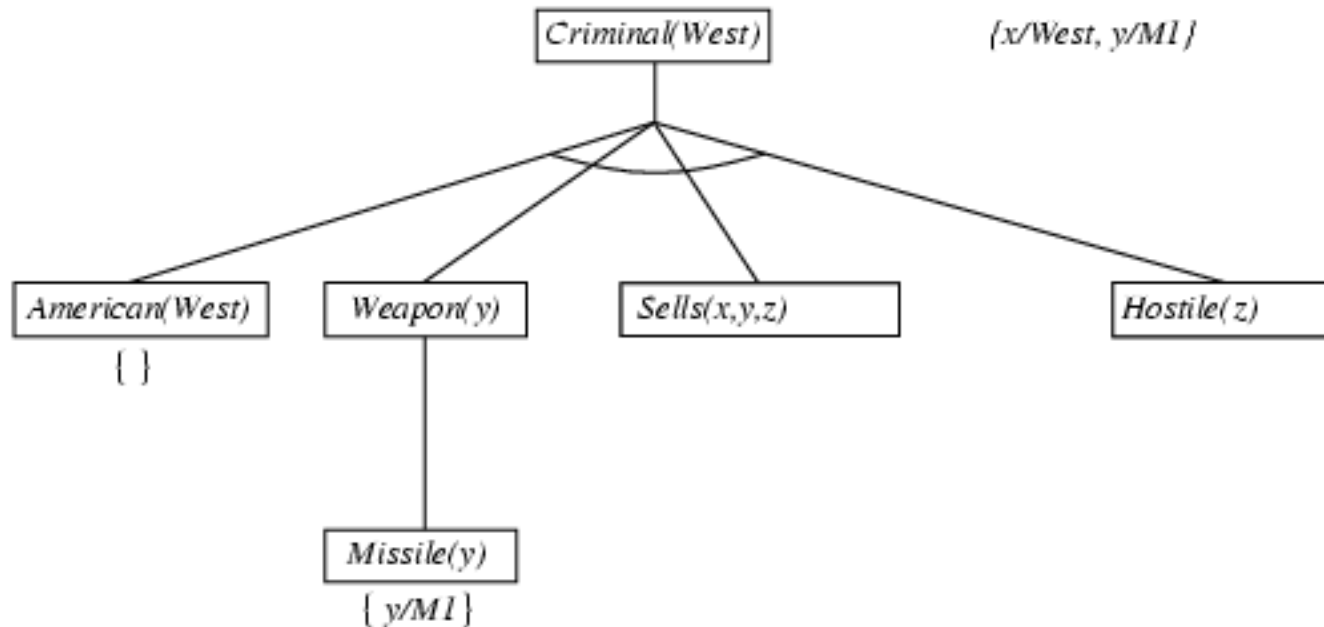 Criminal(West)
{x/West, y/M1}
American(West)
Weapon(y)
Sells(x,y,z)
Hostile(z)
{ }
Missile(y)
{ y/M1 }